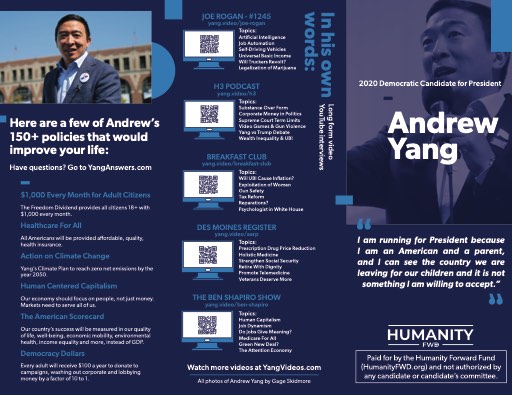 Here are a few of Andrew's
150+ policies that would
improve your life:
Have questions? Go to YangAnswers.com
$1,000 Every Month for Adult Citizens
The Freedom Dividend provides all citizens 18+ with
$1,000 every month.
Healthcare For All
All Americans will be provided affordable, quality,
health insurance.
Action on Climate Change
Yang's Climate Plan to reach zero net emissions by the
year 2050.
Human Centered Capitalism
Our economy should focus on people, not just money.
Markets need to serve all of us.
The American Scorecard
Our country's success will be measured in our quality
of life, well-being, economic mobility, environmental
health, income equality and more, instead of GDP.
Democracy Dollars
Every adult will receive $100 a year to donate to
campaigns, washing out corporate and lobbying
money by a factor of 10 to 1.
In his own
words:
Long form video
YouTube interviews
JOE ROGAN - #1245
yang.video/joe-rogan
Topics:
Artificial Intelligence
Job Automation
Self-Driving Vehicles
Universal Basic Income
Will Truckers Revolt?
Legalization of Marijuana
H3 PODCAST
yang.video/h3
Topics:
Substance Over Form
Corporate Money in Politics
Supreme Court Term Limits
Video Games & Gun Violence
Yang vs Trump Debate
Wealth Inequality & UBI
BREAKFAST CLUB
yang.video/breakfast-club
Topics:
Will UBI Cause Inflation?
Exploitation of Woman
Gun Safety
Tax Reform
Reparations?
Psychologist in White House
DES MOINES REGISTER
yang.video/aarp
Topics:
Prescription Drug Price Reduction
Holistic Medicine
Strengthen Social Security
Retire With Dignity
Promote Telemedicine
Veterans Deserve More
THE BEN SHAPIRO SHOW
yang.video/ben-shapiro
Topics:
Human Capitalism
Job Dynamism
Do Jobs Give Meaning?
Medicare For All
Green New Deal?
The Attention Economy
Watch more videos at YangVideos.com
All photos of Andrew Yang by Gage Skidmore
2020 Democratic Candidate for President
Andrew
Yang
“
I am running for President because
I am an American and a parent,
and I can see the country we are
leaving for our children and it is not
something I am willing to accept.”
”
HUMANITY
FWD
Paid for by the Humanity Forward Fund
(HumanityFWD.org) and not authorized by
any candidate or candidate's committee.